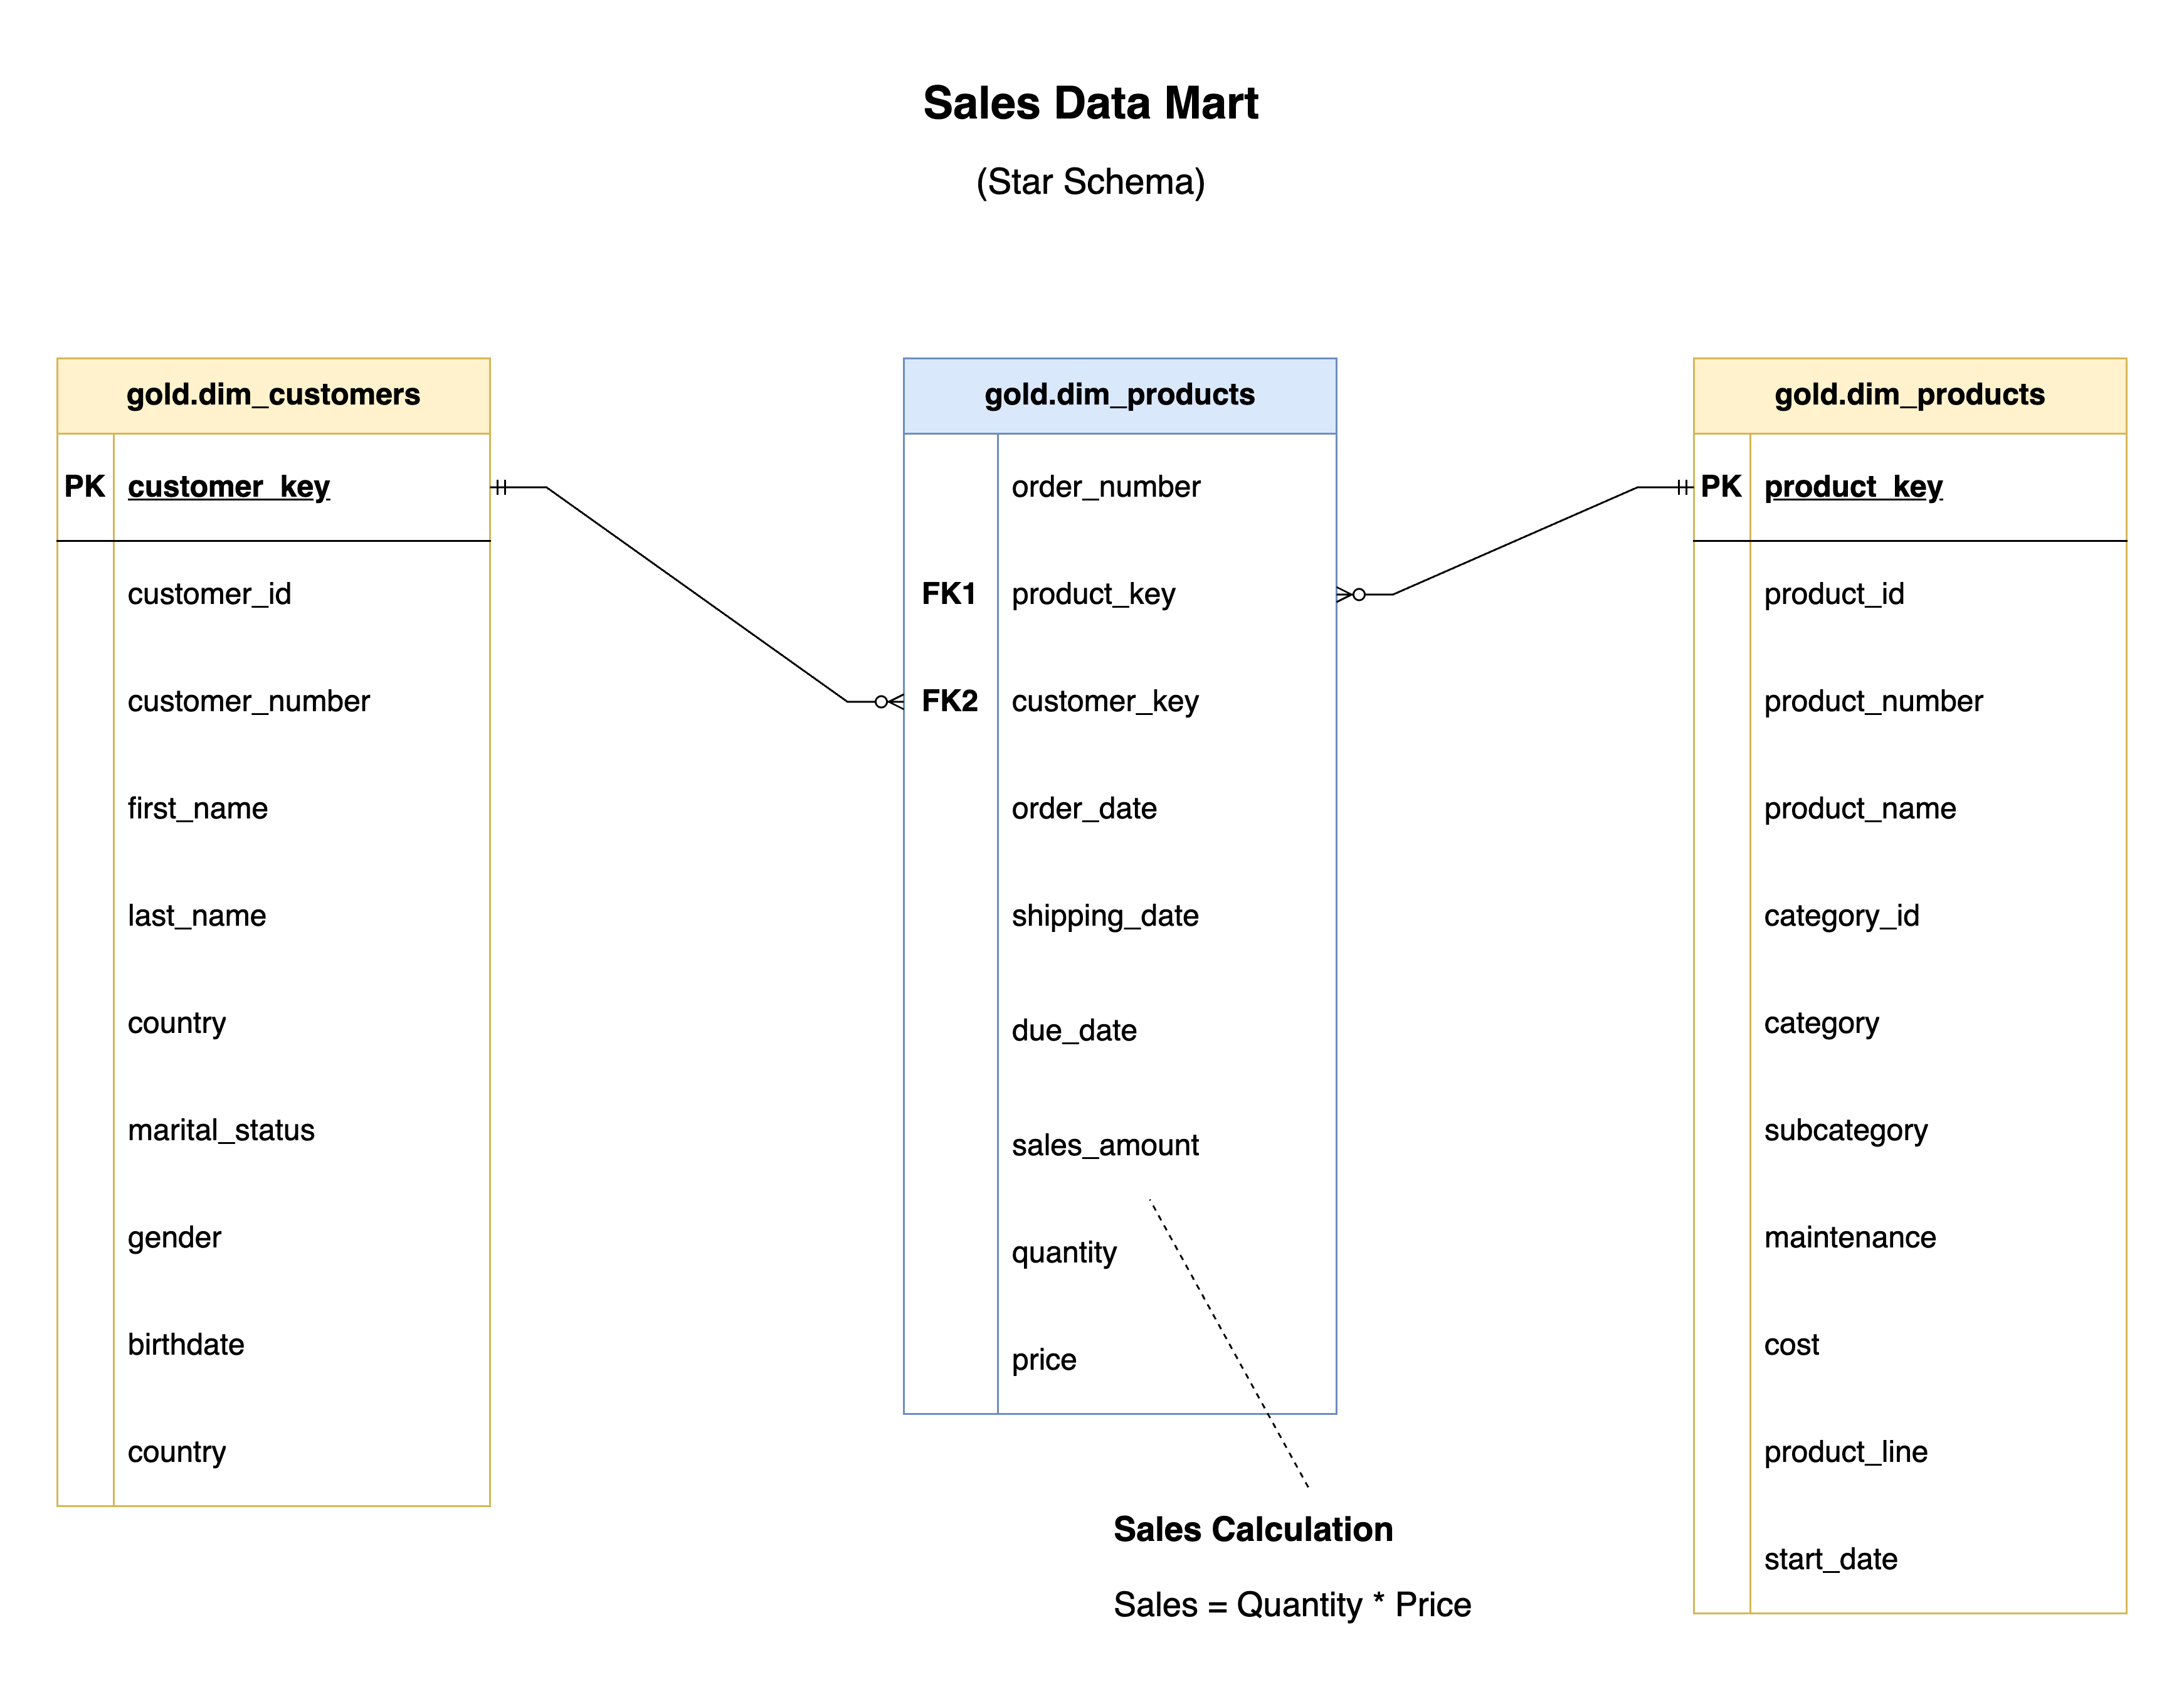 Sales Data Mart
(Star Schema)
gold.dim_customers
PK customer_key
customer_id
customer_number
first_name
last_name
country
marital_status
gender
birthdate
country
gold.dim_products
order_number
FK1 product_key
FK2 customer_key
order_date
shipping_date
due_date
sales_amount
quantity
price
Sales Calculation
Sales = Quantity * Price
gold.dim_products
PK product_key
product_id
product_number
product_name
category_id
category
subcategory
maintenance
cost
product_line
start_date